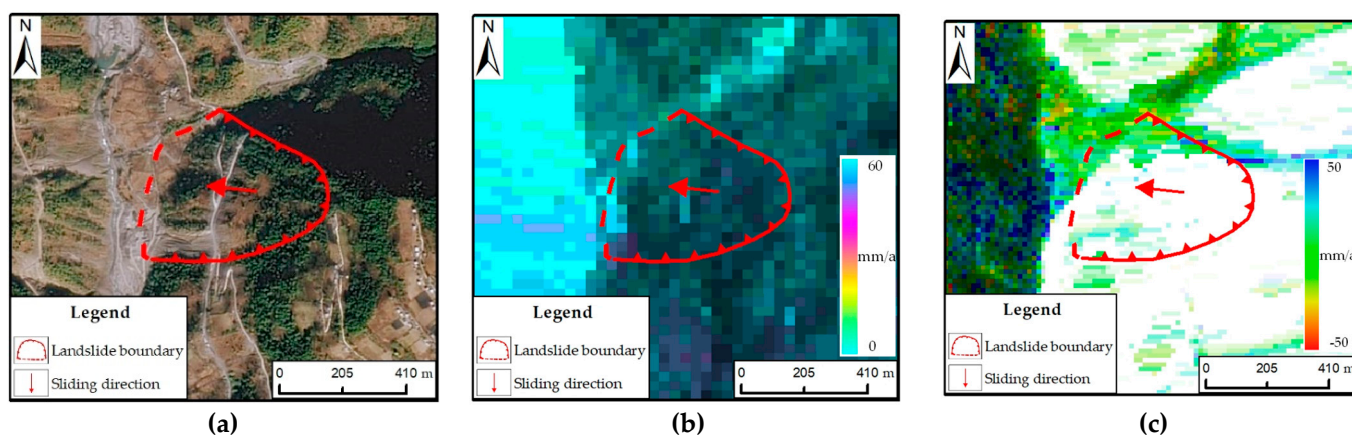 N
Legend
Landslide boundary
Sliding direction
0 205 410 m
(a)
N
60
mm/a
0
Legend
Landslide boundary
Sliding direction
0 205 410 m
(b)
N
50
mm/a
-50
Legend
Landslide boundary
Sliding direction
0 205 410 m
(c)